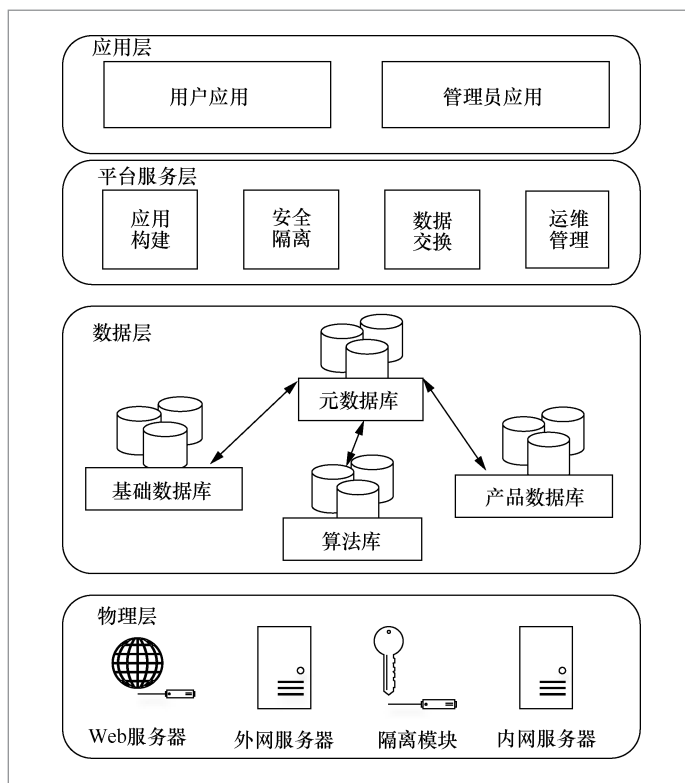 应用层
用户应用
管理员应用
平台服务层
应用
构建
安全
隔离
数据
交换
运维
管理
数据层
元数据库
基础数据库
算法库
产品数据库
物理层
Web服务器
外网服务器
隔离模块
内网服务器